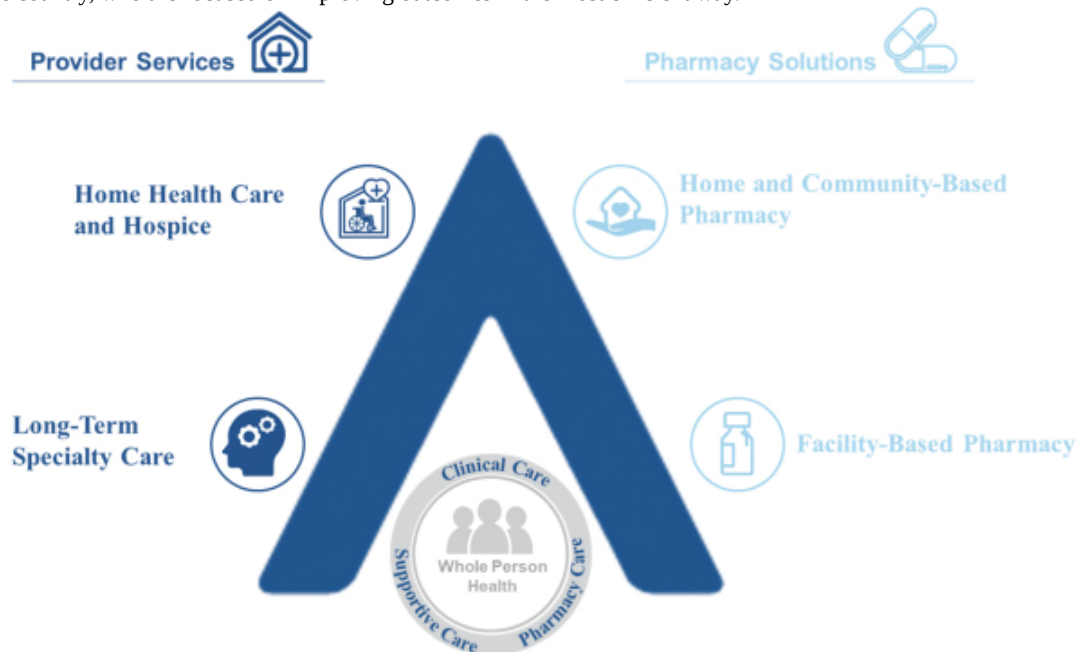 Provider Services
Pharmacy Solutions
Home Health Care
and Hospice
Home and Community-Based
Pharmacy
Long-Term
Specialty Care
Facility-Based Pharmacy
Clinical Care
Supportive Care
Pharmacy Care
Whole Person
Health